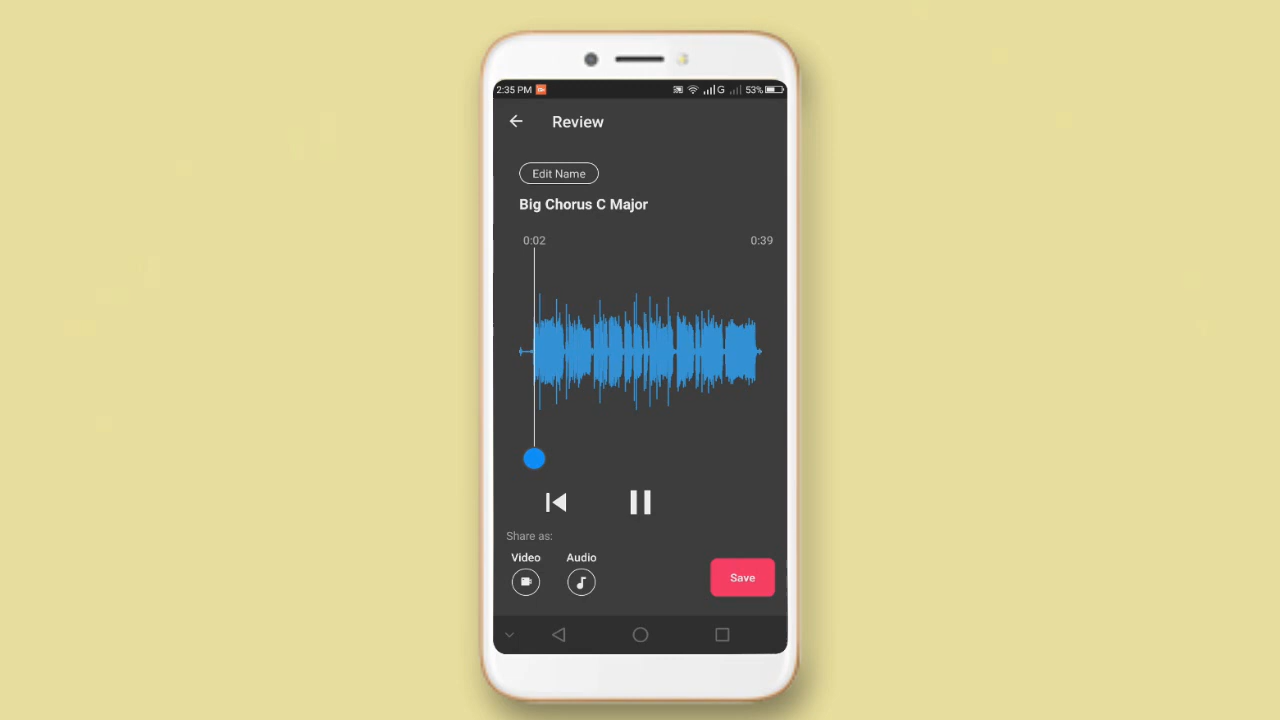 2:35 PM
G
53%
Review
Edit Name
Big Chorus C Major
0:02
0:39
Share as:
Video
Audio
Save